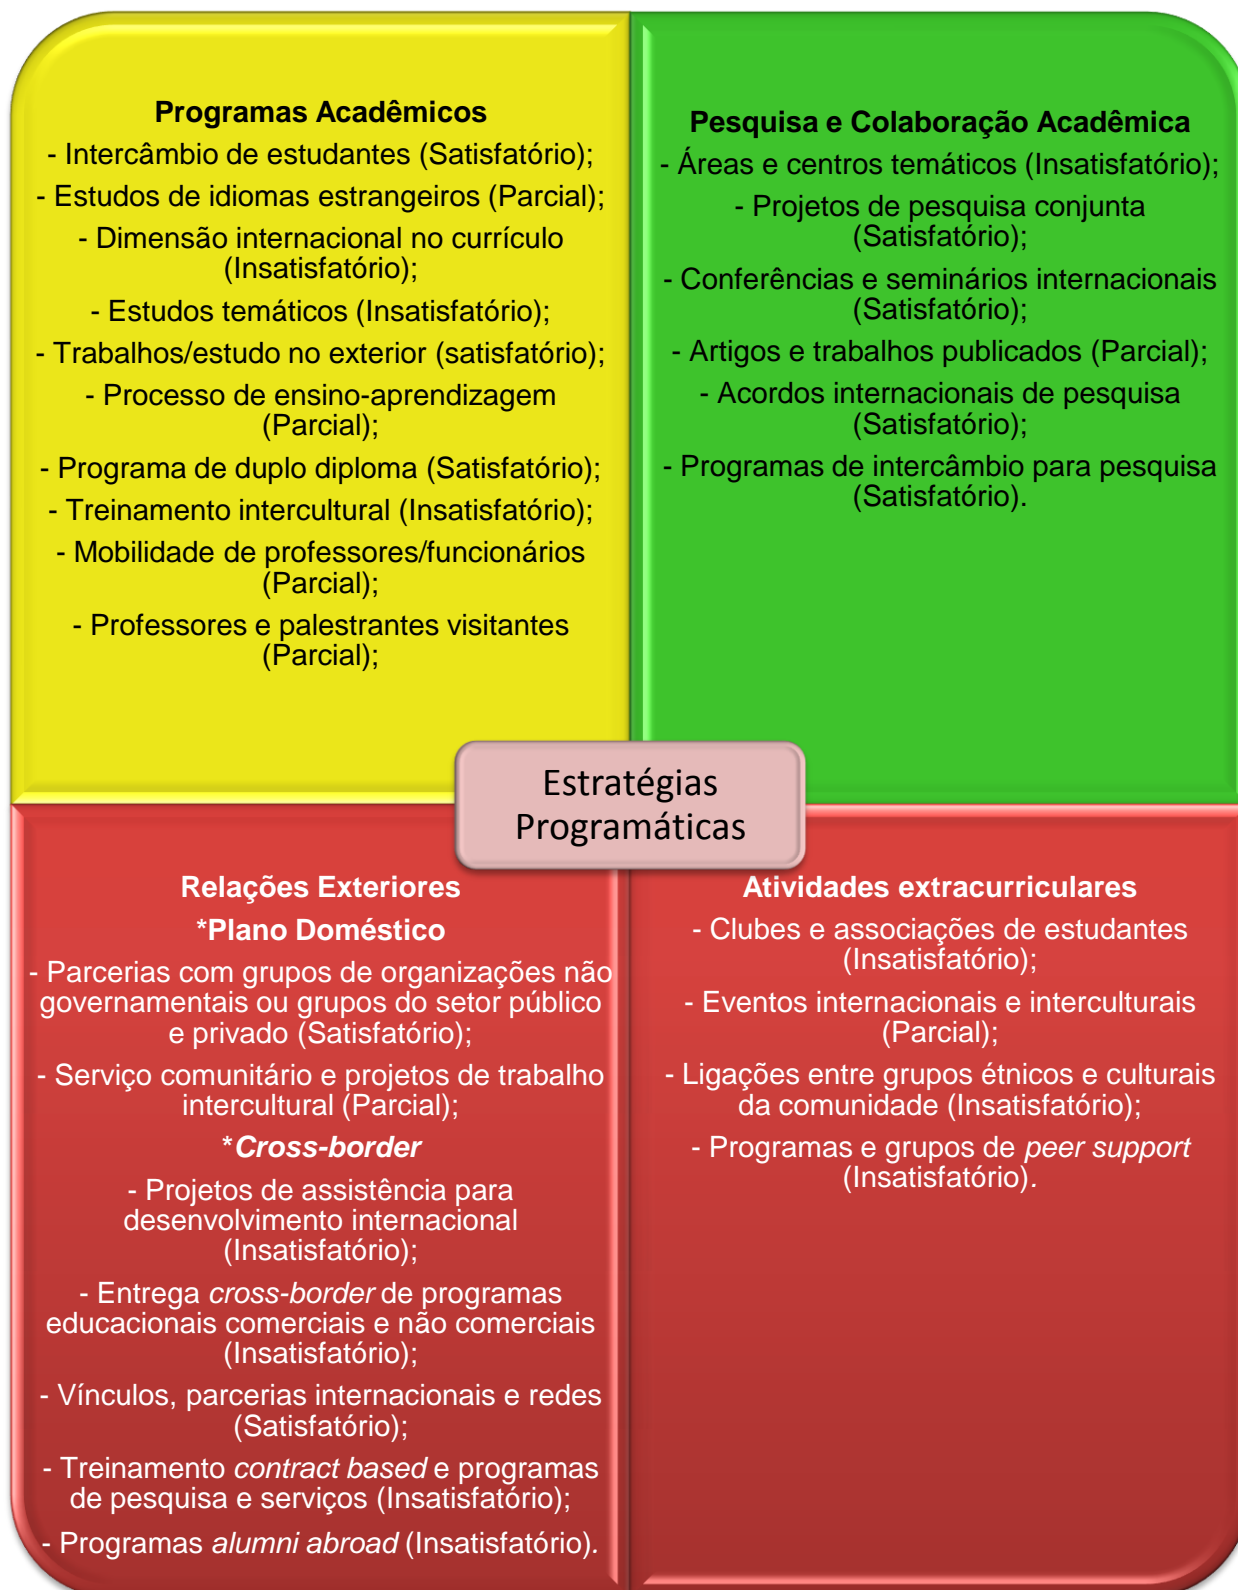 Programas Acadêmicos
- Intercâmbio de estudantes (Satisfatório);
- Estudos de idiomas estrangeiros (Parcial);
- Dimensão internacional no currículo
(Insatisfatório);
- Estudos temáticos (Insatisfatório);
- Trabalhos/estudo no exterior (satisfatório);
- Processo de ensino-aprendizagem
(Parcial);
- Programa de duplo diploma (Satisfatório);
- Treinamento intercultural (Insatisfatório);
- Mobilidade de professores/funcionários
(Parcial);
- Professores e palestrantes visitantes
(Parcial);
Pesquisa e Colaboração Acadêmica
- Áreas e centros temáticos (Insatisfatório);
- Projetos de pesquisa conjunta
(Satisfatório);
- Conferências e seminários internacionais
(Satisfatório);
- Artigos e trabalhos publicados (Parcial);
- Acordos internacionais de pesquisa
(Satisfatório);
- Programas de intercâmbio para pesquisa
(Satisfatório).
Estratégias
Programáticas
Relações Exteriores
*Plano Doméstico
- Parcerias com grupos de organizações não
governamentais ou grupos do setor público
e privado (Satisfatório);
- Serviço comunitário e projetos de trabalho
intercultural (Parcial);
*Cross-border
- Projetos de assistência para
desenvolvimento internacional
(Insatisfatório);
- Entrega cross-border de programas
educacionais comerciais e não comerciais
(Insatisfatório);
- Vínculos, parcerias internacionais e redes
(Satisfatório);
- Treinamento contract based e programas
de pesquisa e serviços (Insatisfatório);
- Programas alumni abroad (Insatisfatório).
Atividades extracurriculares
- Clubes e associações de estudantes
(Insatisfatório);
- Eventos internacionais e interculturais
(Parcial);
- Ligações entre grupos étnicos e culturais
da comunidade (Insatisfatório);
- Programas e grupos de peer support
(Insatisfatório).